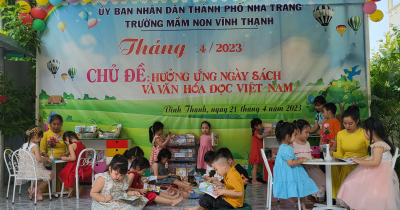 ỦY BAN NHÂN DÂN THÀNH PHỐ NHA TRANG
TRƯỜNG MẦM NON VĨNH THẠNH
Tháng 4 / 2023
CHỦ ĐỀ: HƯỞNG ỨNG NGÀY SÁCH
VÀ VĂN HÓA ĐỌC VIỆT NAM
Vĩnh Thạnh, ngày 21 tháng 4 năm 2023